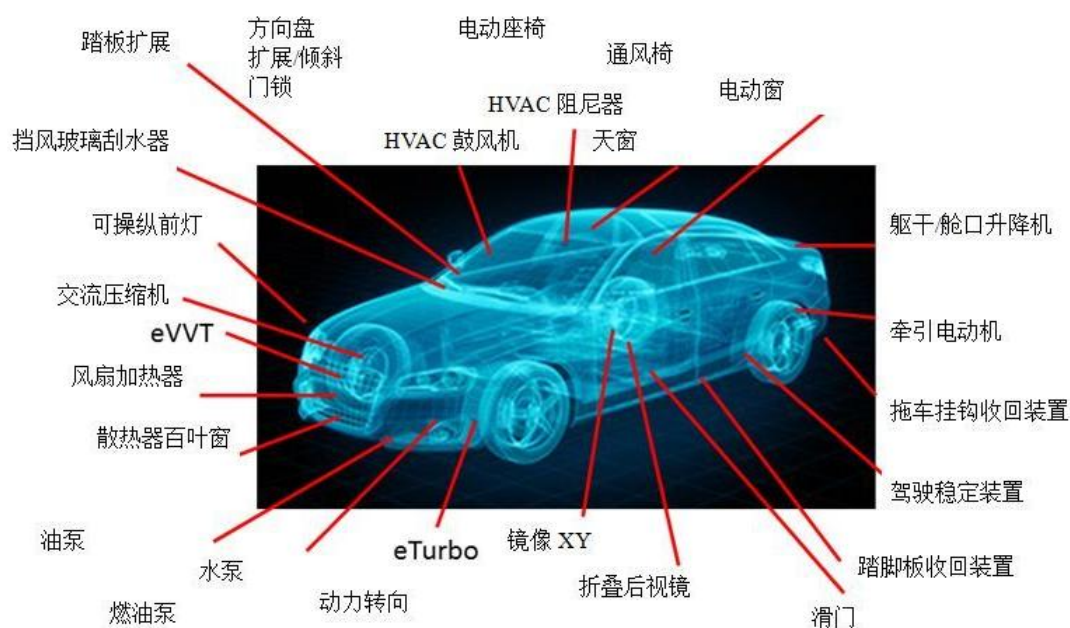 踏板扩展
方向盘
扩展/倾斜
门锁
电动座椅
通风椅
电动窗
HVAC 阻尼器
挡风玻璃刮水器
HVAC 鼓风机
天窗
可操纵前灯
躯干/舱口升降机
交流压缩机
eVVT
牵引电动机
风扇加热器
拖车挂钩收回装置
散热器百叶窗
驾驶稳定装置
油泵
水泵
eTurbo
镜像 XY
踏脚板收回装置
折叠后视镜
燃油泵
动力转向
滑门